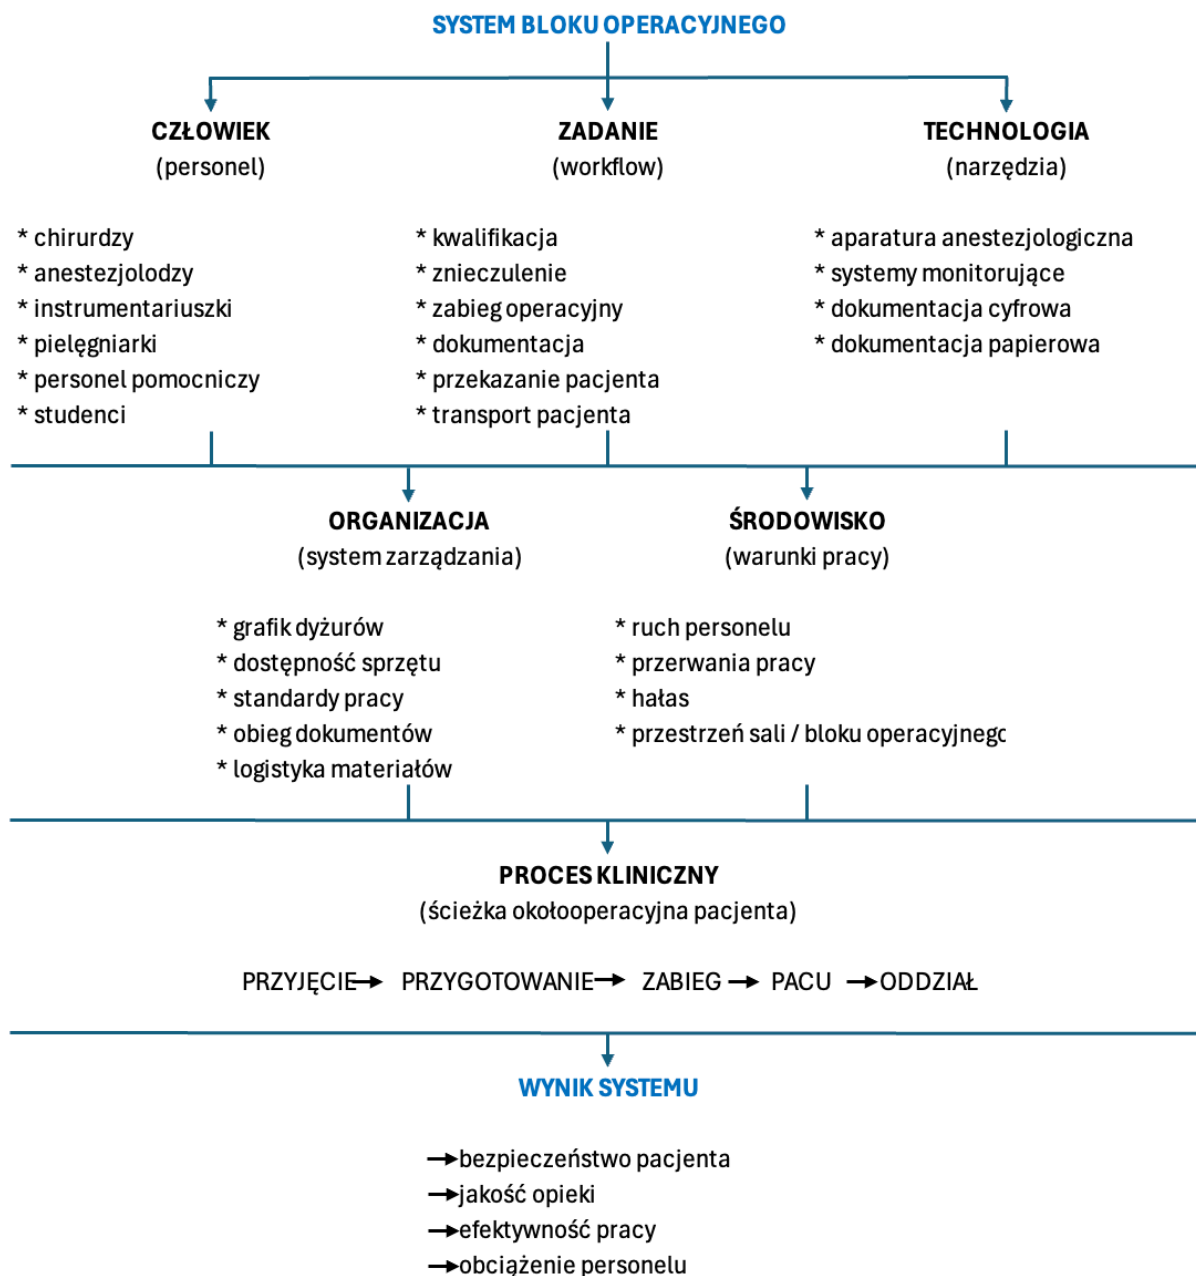 SYSTEM BLOKU OPERACYJNEGO
CZŁOWIEK
(personel)
* chirurdzy
* anestezjolodzy
* instrumentariuszki
* pielęgniarki
* personel pomocniczy
* studenci
ZADANIE
(workflow)
* kwalifikacja
* znieczulenie
* zabieg operacyjny
* dokumentacja
* przekazanie pacjenta
* transport pacjenta
TECHNOLOGIA
(narzędzia)
* aparatura anestezjologiczna
* systemy monitorujące
* dokumentacja cyfrowa
* dokumentacja papierowa
ORGANIZACJA
(system zarządzania)
* grafik dyżurów
* dostępność sprzętu
* standardy pracy
* obieg dokumentów
* logistyka materiałów
ŚRODOWISKO
(warunki pracy)
* ruch personelu
* przerwania pracy
* hałas
* przestrzeń sali / bloku operacyjnego
PROCES KLINICZNY
(ścieżka okołooperacyjna pacjenta)
PRZYJĘCIE → PRZYGOTOWANIE → ZABIEG → PACU → ODDZIAŁ
WYNIK SYSTEMU
→ bezpieczeństwo pacjenta
→ jakość opieki
→ efektywność pracy
→ obciążenie personelu